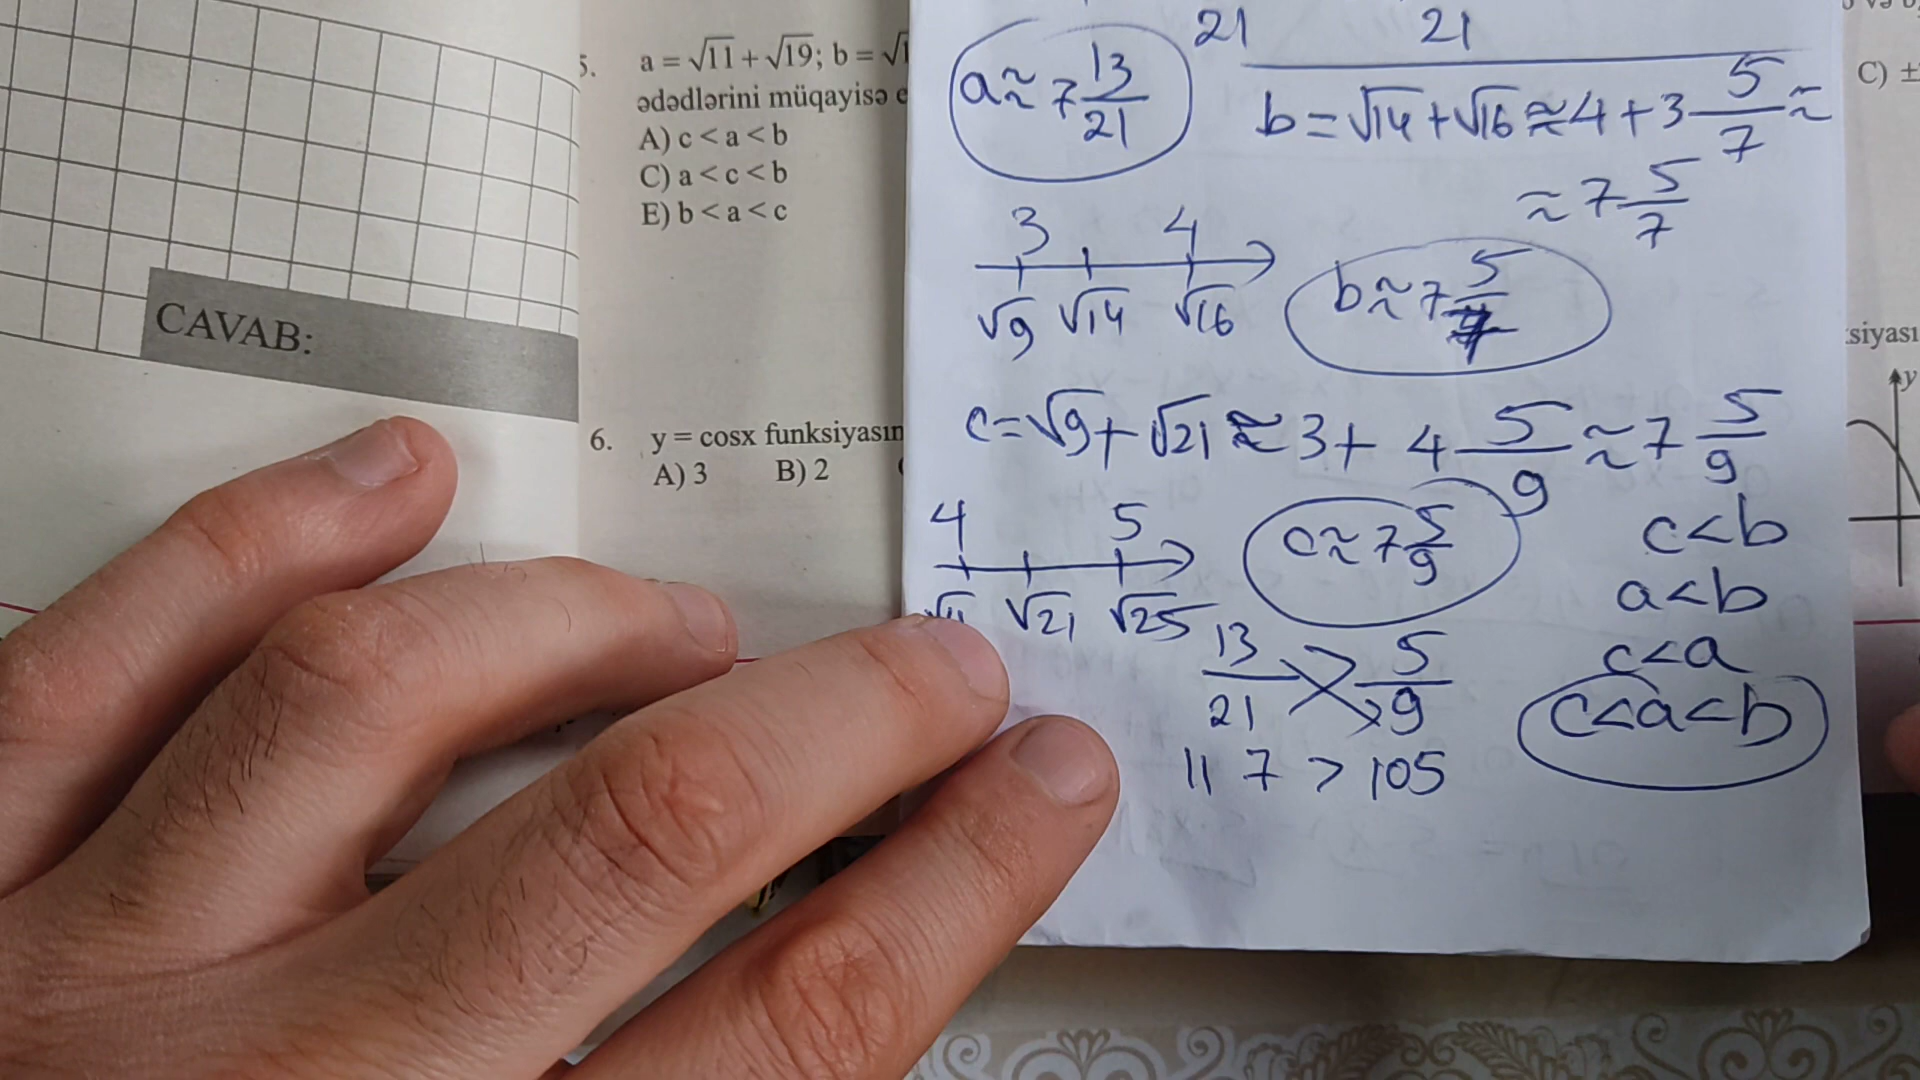 5. a = √11 + √19; b = √1
ədədlərini müqayisə e
A) c < a < b
C) a < c < b
E) b < a < c
CAVAB:
6. y = cosx funksiyasın
A) 3 B) 2
21 21
a ≈ 7 13/21
b = √14 + √16 ≈ 4 + 3 5/7 ≈
≈ 7 5/7
3 4
√9 √14 √16
b ≈ 7 5/7
c = √9 + √21 ≈ 3 + 4 5/9 ≈ 7 5/9
4 5
√21 √25
c ≈ 7 5/9
13/21 > 5/9
117 > 105
c < b
a < b
c < a
c < a < b
C) ±
siyası
y